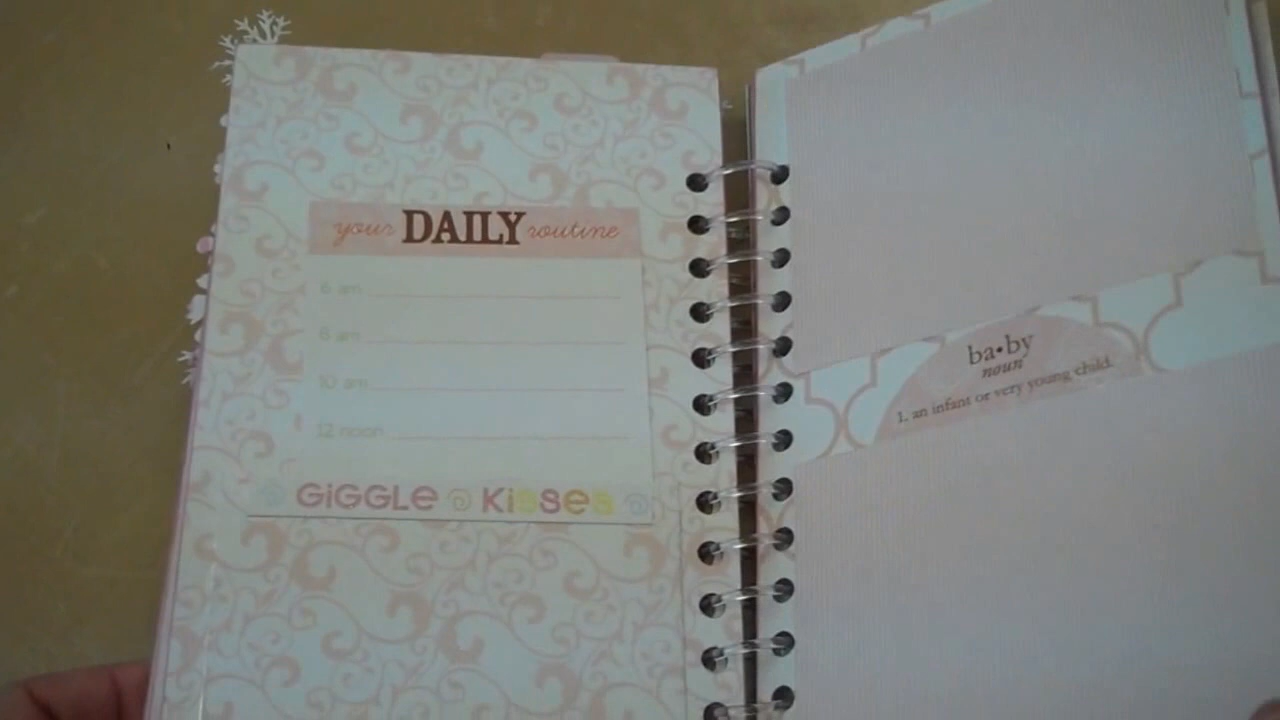 your DAILY routine
6 am
8 am
10 am
12 noon
GiGGLe KiSSeS
ba•by
noun
1. an infant or very young child.